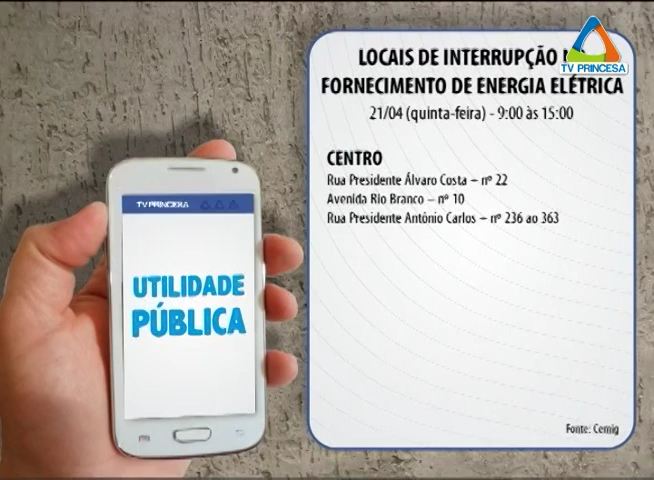 LOCAIS DE INTERRUPÇÃO
TV PRINCESA
FORNECIMENTO DE ENERGIA ELÉTRICA
21/04 (quinta-feira) - 9:00 às 15:00
CENTRO
Rua Presidente Álvaro Costa – nº 22
Avenida Rio Branco – nº 10
Rua Presidente Antônio Carlos – nº 236 ao 363
TV PRINCESA
UTILIDADE
PÚBLICA
Fonte: Cemig